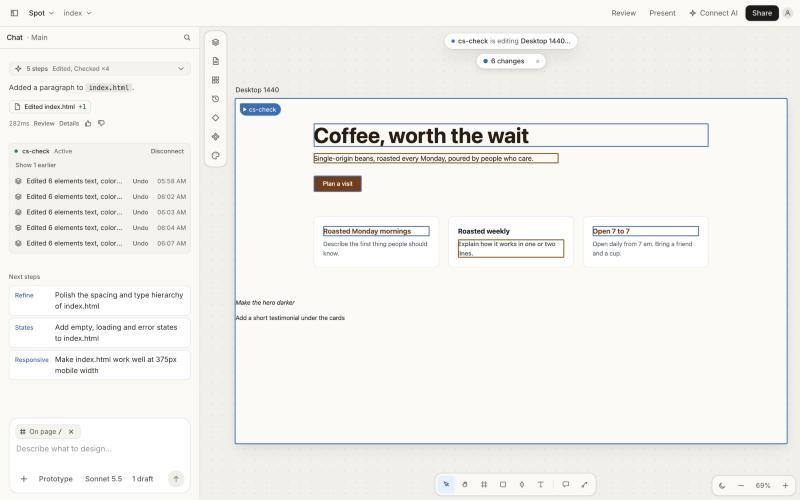 Spot
index
Review
Present
Connect AI
Share
Chat · Main
5 steps Edited, Checked ×4
Added a paragraph to index.html.
Edited index.html +1
282ms Review Details
cs-check Active Disconnect
Show 1 earlier
Edited 6 elements text, color... Undo 05:58 AM
Edited 6 elements text, color... Undo 06:02 AM
Edited 6 elements text, color... Undo 06:03 AM
Edited 6 elements text, color... Undo 06:04 AM
Edited 6 elements text, color... Undo 06:07 AM
Next steps
Refine Polish the spacing and type hierarchy
of index.html
States Add empty, loading and error states
to index.html
Responsive Make index.html work well at 375px
mobile width
On page /
Describe what to design...
Prototype Sonnet 5.5 1 draft
cs-check is editing Desktop 1440...
6 changes
Desktop 1440
cs-check
Coffee, worth the wait
Single-origin beans, roasted every Monday, poured by people who care.
Plan a visit
Roasted Monday mornings
Describe the first thing people should
know.
Roasted weekly
Explain how it works in one or two
lines.
Open 7 to 7
Open daily from 7 am. Bring a friend
and a cup.
Make the hero darker
Add a short testimonial under the cards
69%